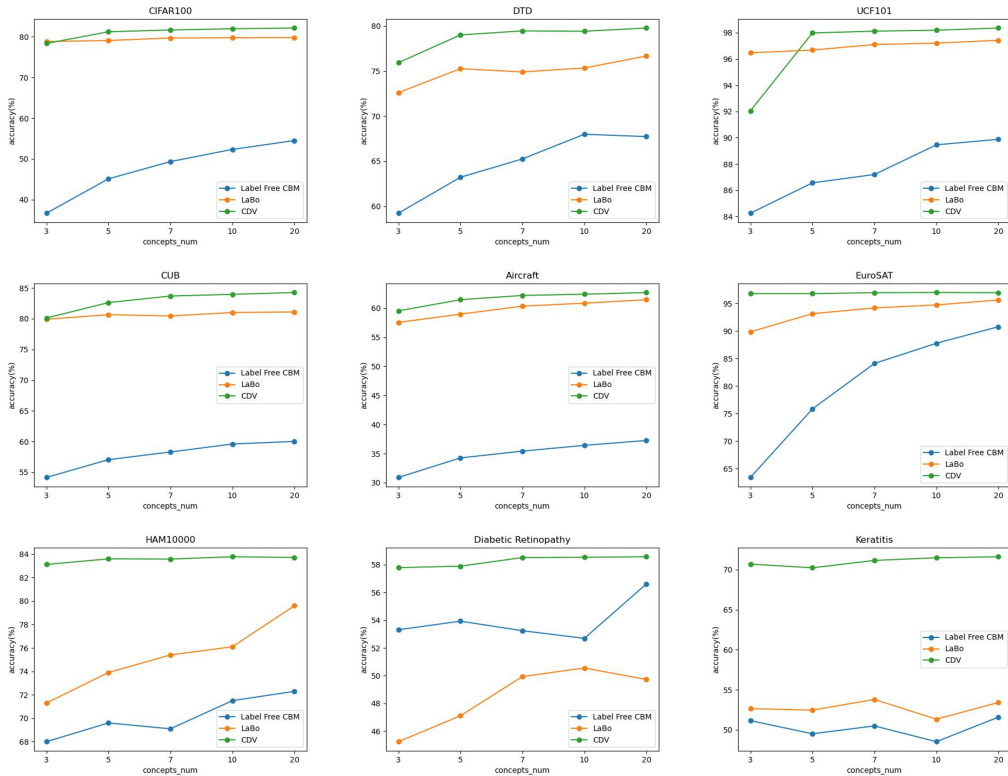 CIFAR100
accuracy(%)
80
70
60
50
40
3 5 7 10 20
concepts_num
Label Free CBM
LaBo
CDV
DTD
accuracy(%)
80
75
70
65
60
3 5 7 10 20
concepts_num
Label Free CBM
LaBo
CDV
UCF101
accuracy(%)
98
96
94
92
90
88
86
84
3 5 7 10 20
concepts_num
Label Free CBM
LaBo
CDV
CUB
accuracy(%)
85
80
75
70
65
60
55
3 5 7 10 20
concepts_num
Label Free CBM
LaBo
CDV
Aircraft
accuracy(%)
60
55
50
45
40
35
30
3 5 7 10 20
concepts_num
Label Free CBM
LaBo
CDV
EuroSAT
accuracy(%)
95
90
85
80
75
70
65
3 5 7 10 20
concepts_num
Label Free CBM
LaBo
CDV
HAM10000
accuracy(%)
84
82
80
78
76
74
72
70
68
3 5 7 10 20
concepts_num
Label Free CBM
LaBo
CDV
Diabetic Retinopathy
accuracy(%)
58
56
54
52
50
48
46
3 5 7 10 20
concepts_num
Label Free CBM
LaBo
CDV
Keratitis
accuracy(%)
70
65
60
55
50
3 5 7 10 20
concepts_num
Label Free CBM
LaBo
CDV